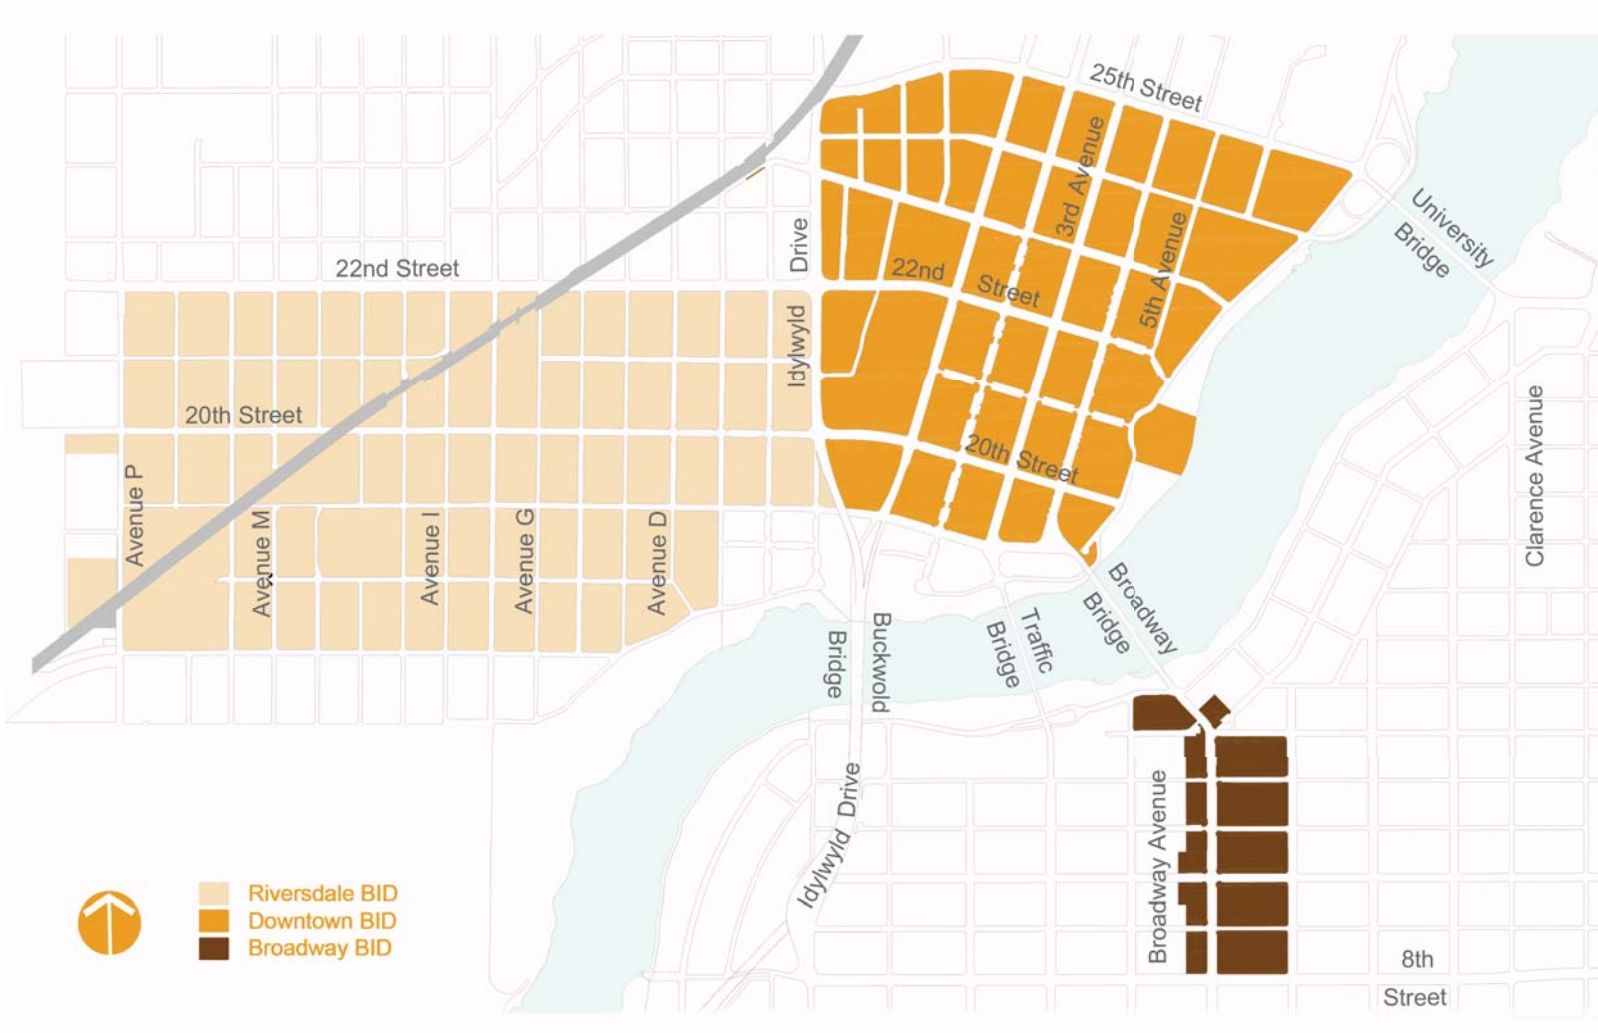 25th Street
3rd Avenue
5th Avenue
University
Bridge
Drive
Idylwyld
22nd Street
22nd
Street
20th Street
20th Street
Avenue P
Avenue M
Avenue I
Avenue G
Avenue D
Clarence Avenue
Broadway
Bridge
Traffic
Bridge
Buckwold
Bridge
Idylwyld Drive
Broadway Avenue
8th
Street
Riversdale BID
Downtown BID
Broadway BID